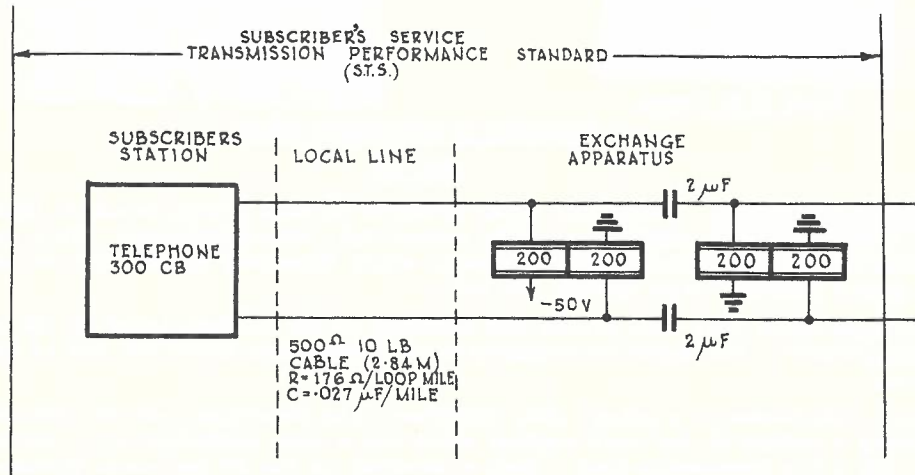 SUBSCRIBER'S SERVICE
TRANSMISSION PERFORMANCE STANDARD
(S.T.S.)
SUBSCRIBERS
STATION
LOCAL LINE
EXCHANGE
APPARATUS
2 μF
TELEPHONE
300 CB
200 200
200 200
-50V
2 μF
500Ω 10 LB
CABLE (2·84 M)
R=176 Ω/LOOP MILE
C=·027 μF/MILE